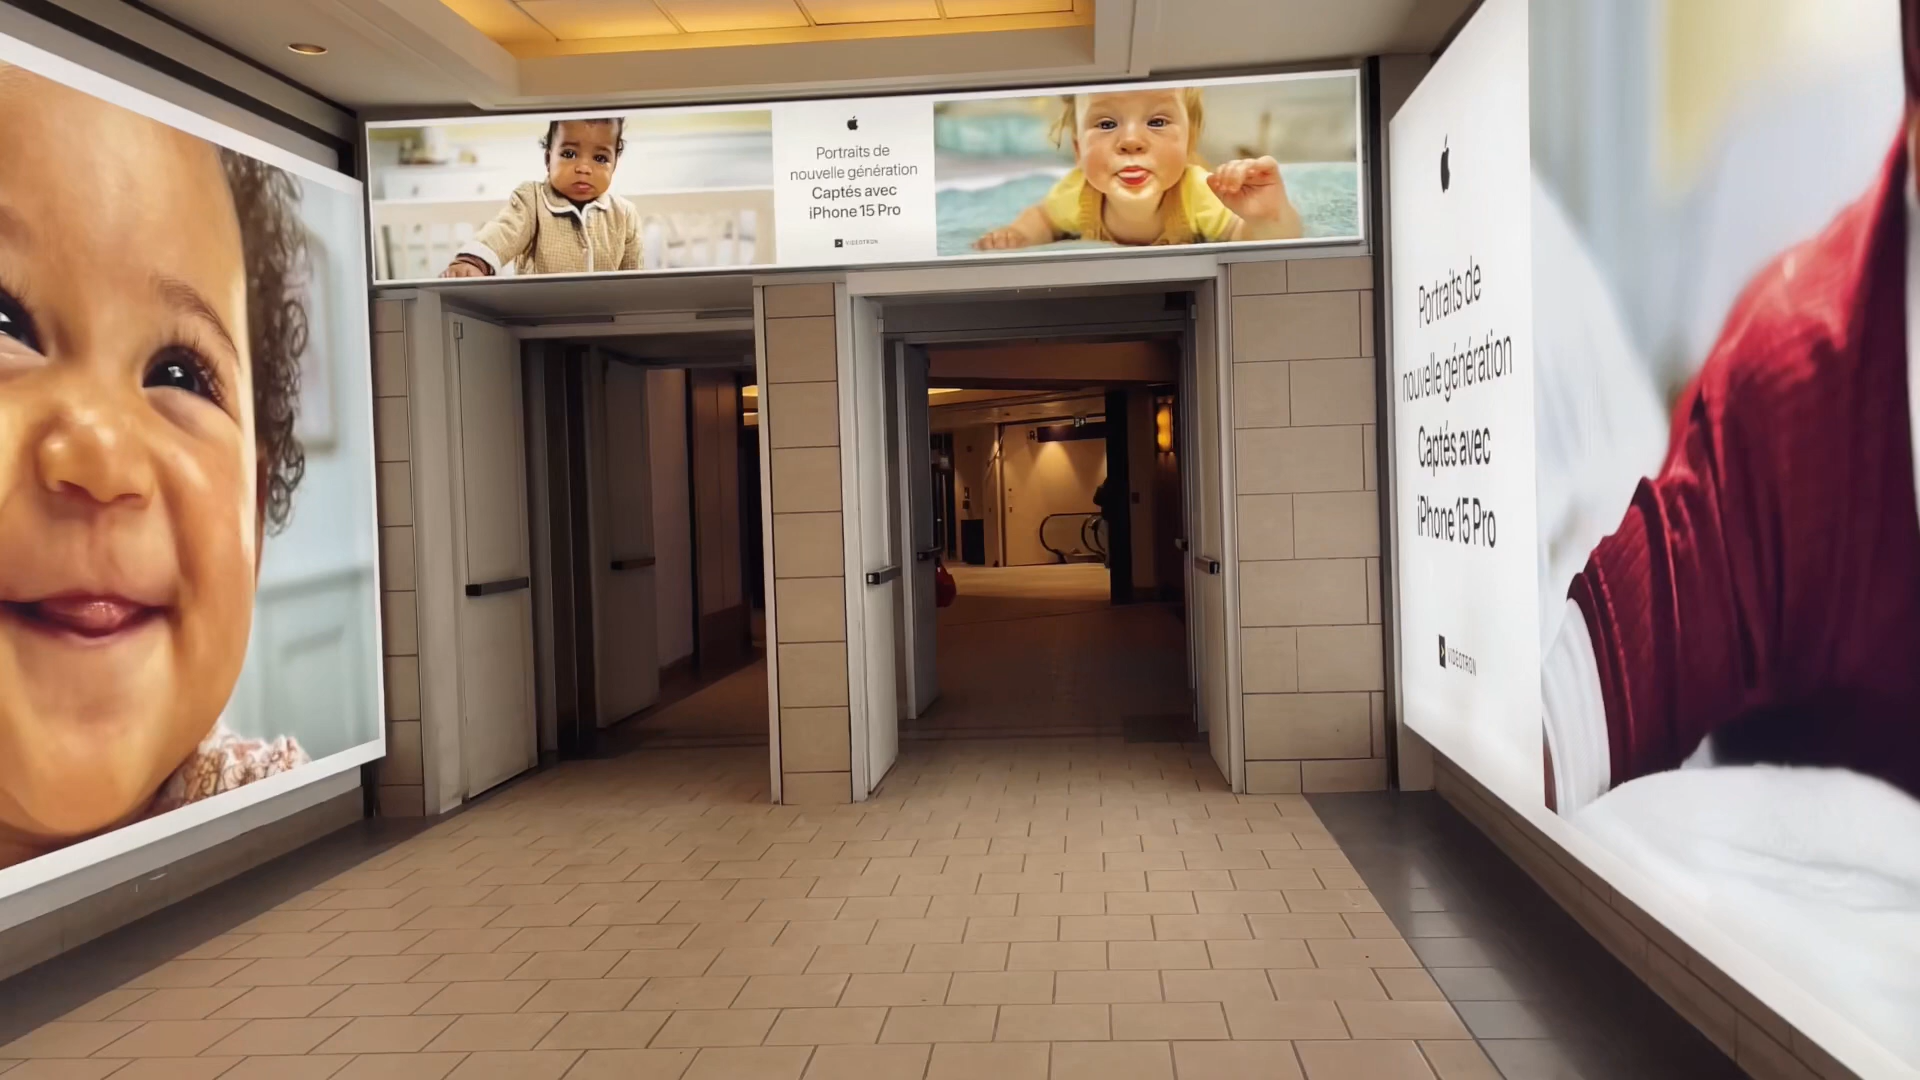 Portraits de
nouvelle génération
Captés avec
iPhone 15 Pro
VIDEOTRON
Portraits de
nouvelle génération
Captés avec
iPhone 15 Pro
VIDEOTRON